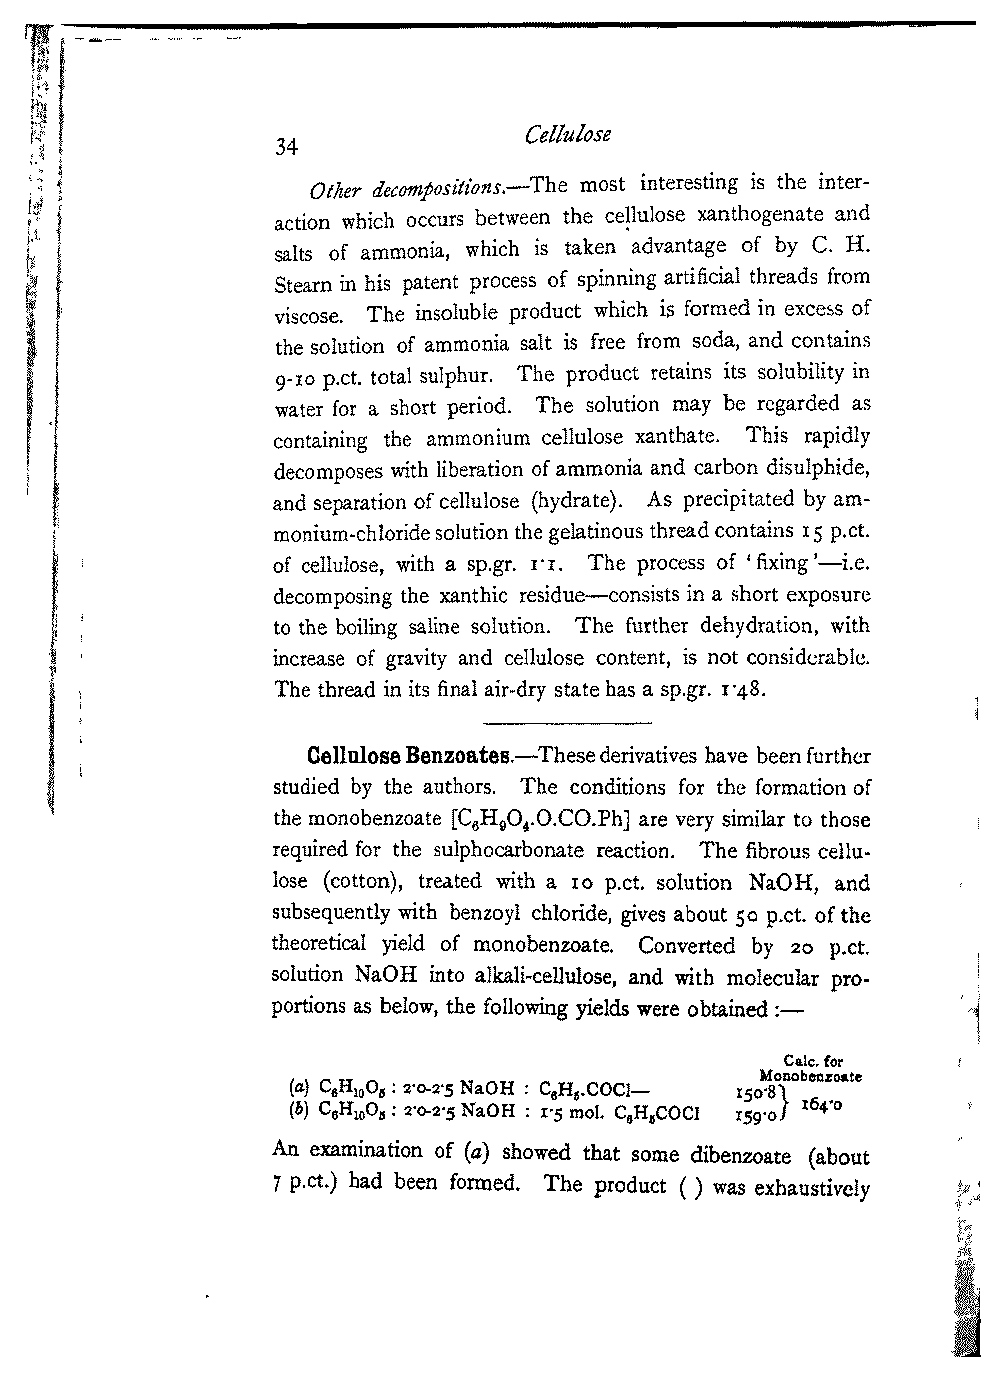 34
Cellulose
Other decompositions.—The most interesting is the inter-
action which occurs between the cellulose xanthogenate and
salts of ammonia, which is taken advantage of by C. H.
Stearn in his patent process of spinning artificial threads from
viscose. The insoluble product which is formed in excess of
the solution of ammonia salt is free from soda, and contains
9-10 p.ct. total sulphur. The product retains its solubility in
water for a short period. The solution may be regarded as
containing the ammonium cellulose xanthate. This rapidly
decomposes with liberation of ammonia and carbon disulphide,
and separation of cellulose (hydrate). As precipitated by am-
monium-chloride solution the gelatinous thread contains 15 p.ct.
of cellulose, with a sp.gr. 1·1. The process of ‘fixing’—i.e.
decomposing the xanthic residue—consists in a short exposure
to the boiling saline solution. The further dehydration, with
increase of gravity and cellulose content, is not considerable.
The thread in its final air-dry state has a sp.gr. 1·48.
Cellulose Benzoates.—These derivatives have been further
studied by the authors. The conditions for the formation of
the monobenzoate [C₆H₉O₄.O.CO.Ph] are very similar to those
required for the sulphocarbonate reaction. The fibrous cellu-
lose (cotton), treated with a 10 p.ct. solution NaOH, and
subsequently with benzoyl chloride, gives about 50 p.ct. of the
theoretical yield of monobenzoate. Converted by 20 p.ct.
solution NaOH into alkali-cellulose, and with molecular pro-
portions as below, the following yields were obtained :—
Calc. for
Monobenzoate
(a) C₆H₁₀O₅ : 2·0-2·5 NaOH : C₆H₅.COCl— 150·8} 164·0
(b) C₆H₁₀O₅ : 2·0-2·5 NaOH : 1·5 mol. C₆H₅COCl 159·0}
An examination of (a) showed that some dibenzoate (about
7 p.ct.) had been formed. The product ( ) was exhaustively